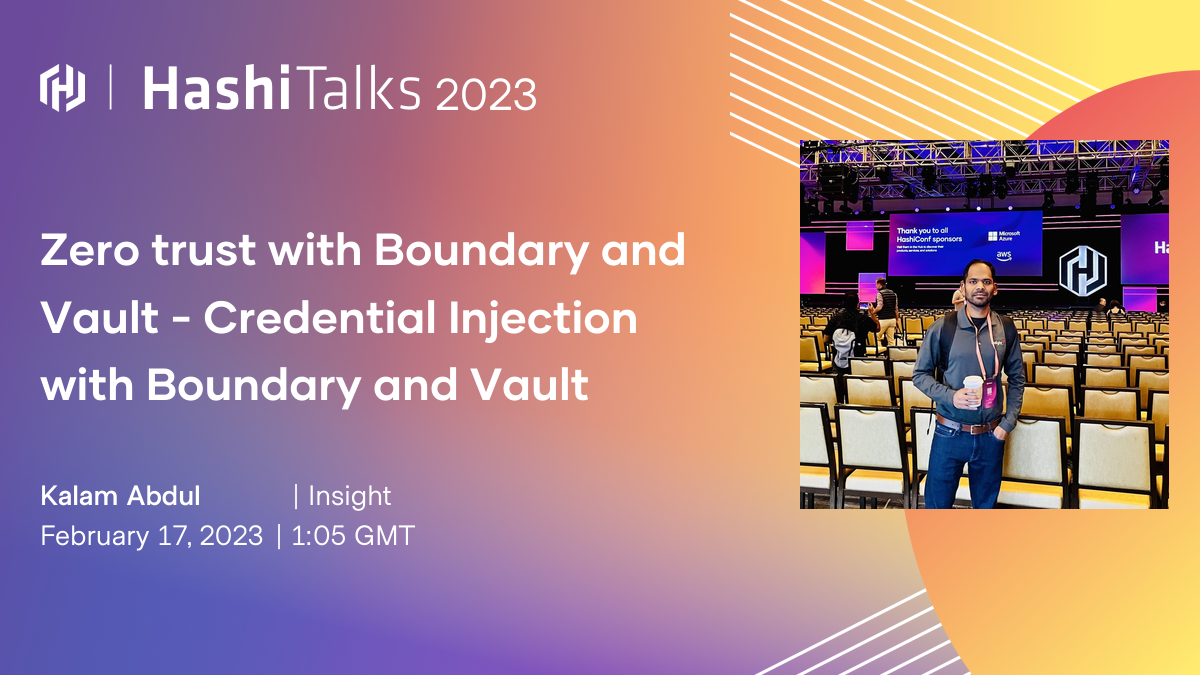 HashiTalks 2023
Zero trust with Boundary and
Vault - Credential Injection
with Boundary and Vault
Kalam Abdul | Insight
February 17, 2023 | 1:05 GMT
Thank you to all
HashiConf sponsors
Microsoft
Azure
aws
Ha